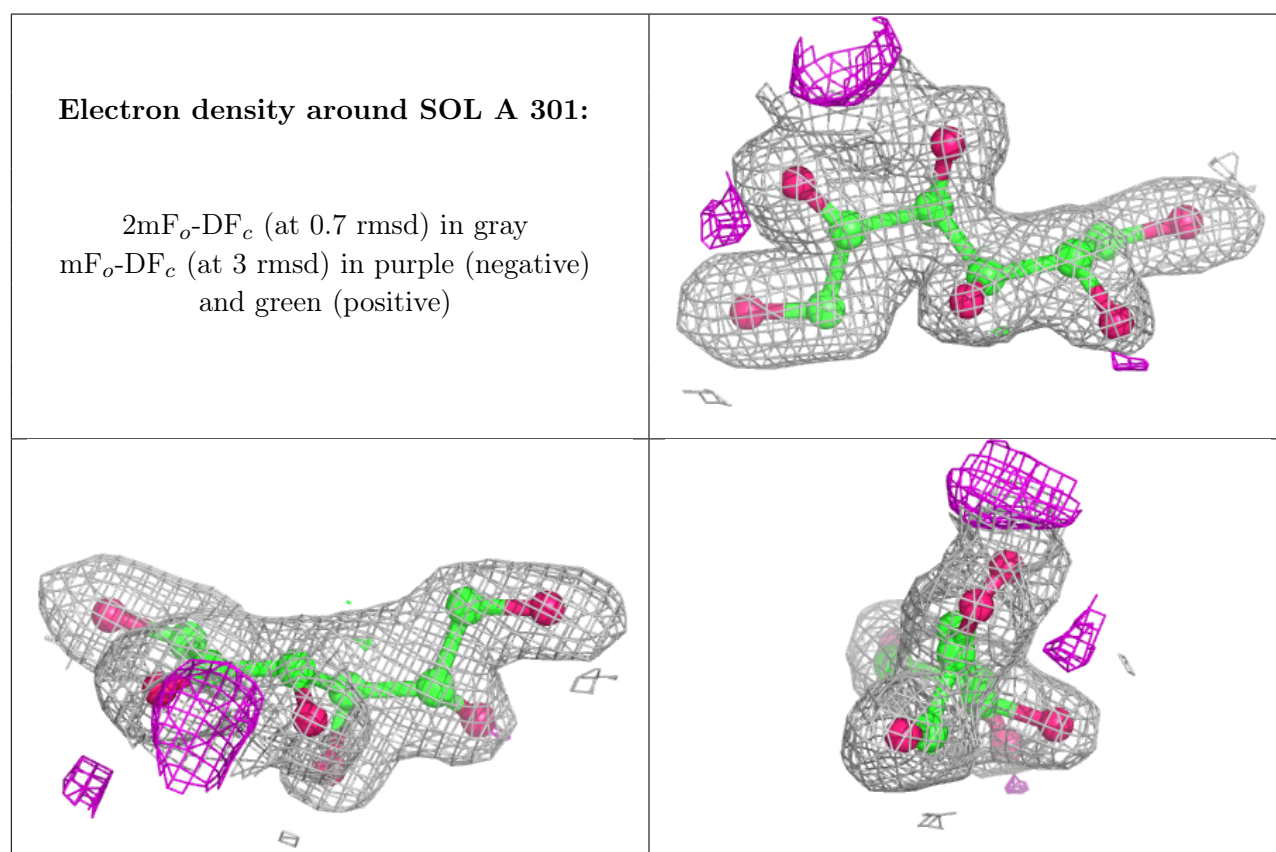 Electron density around SOL A 301:
2mFo-DFc (at 0.7 rmsd) in gray
mFo-DFc (at 3 rmsd) in purple (negative)
and green (positive)